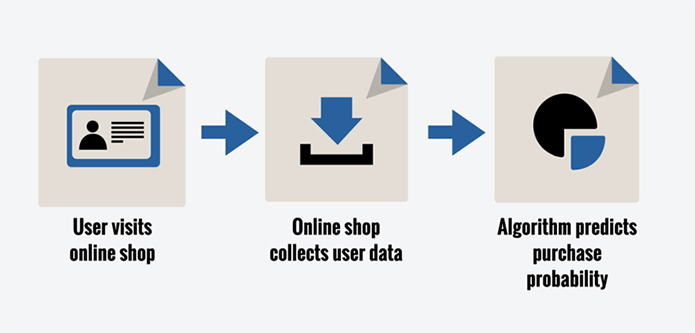 User visits
online shop
Online shop
collects user data
Algorithm predicts
purchase
probability